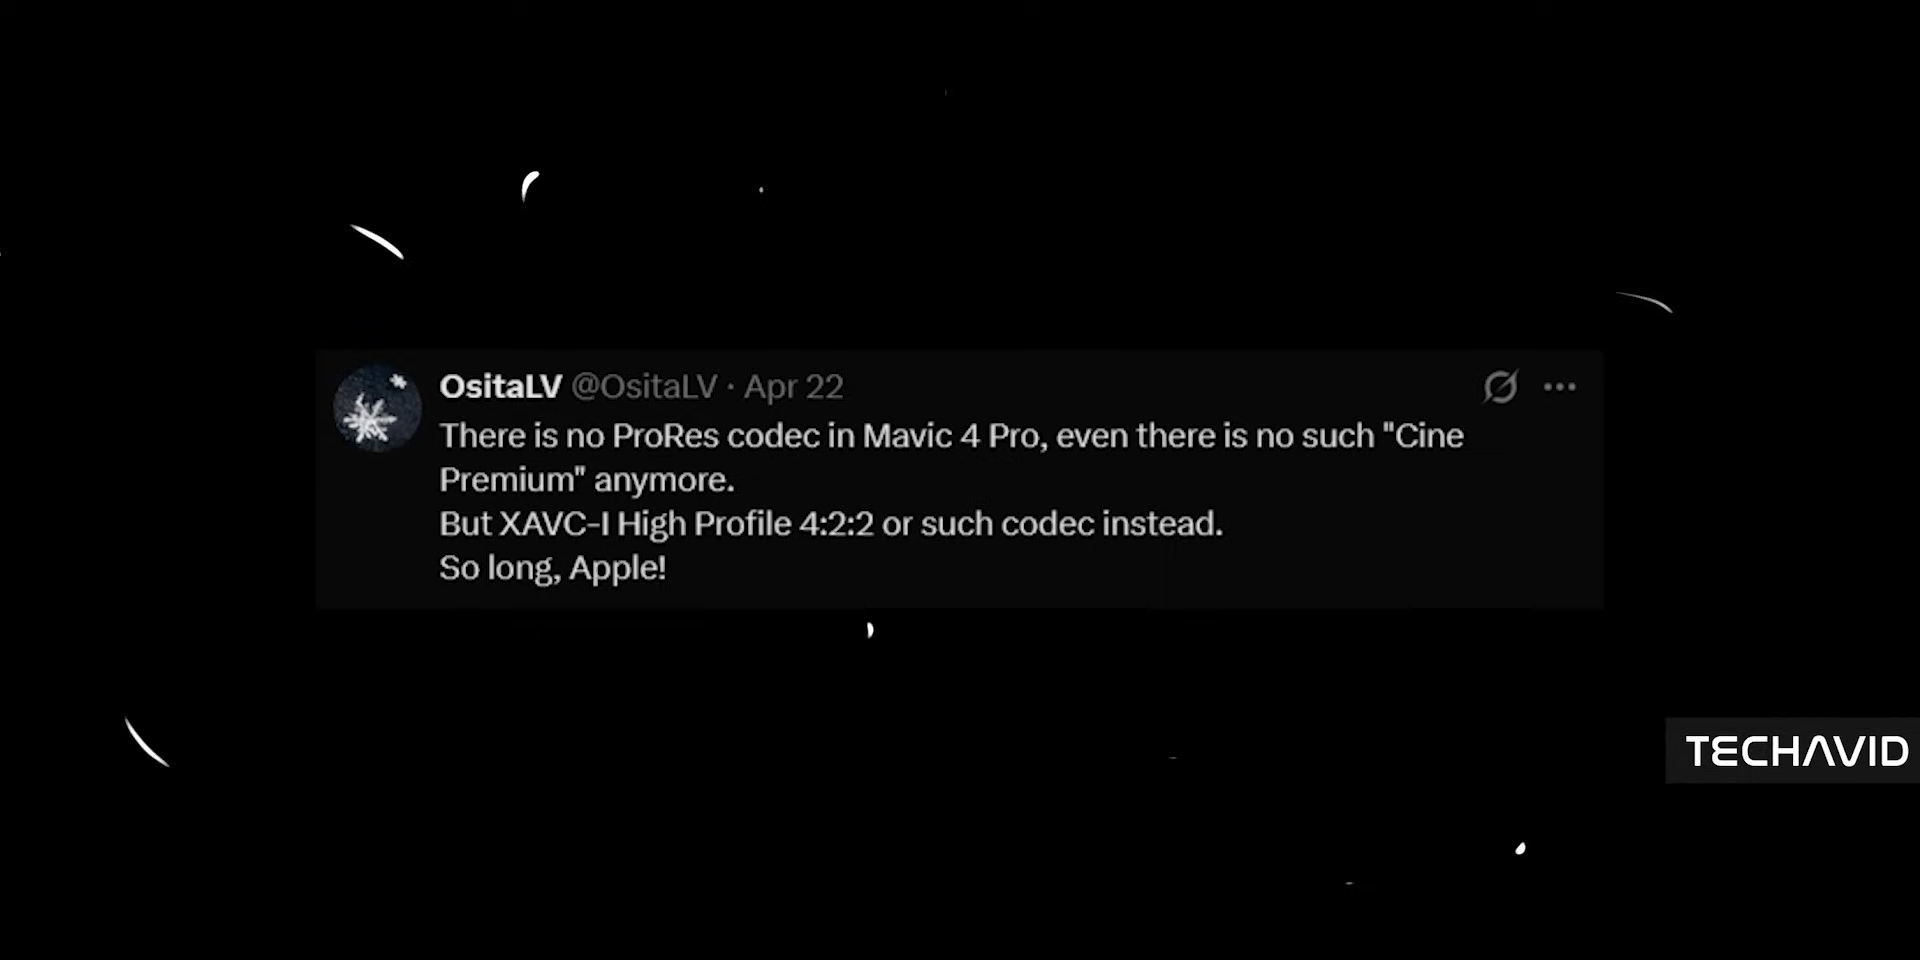 OsitaLV @OsitaLV · Apr 22
There is no ProRes codec in Mavic 4 Pro, even there is no such "Cine
Premium" anymore.
But XAVC-I High Profile 4:2:2 or such codec instead.
So long, Apple!
TECHAVID